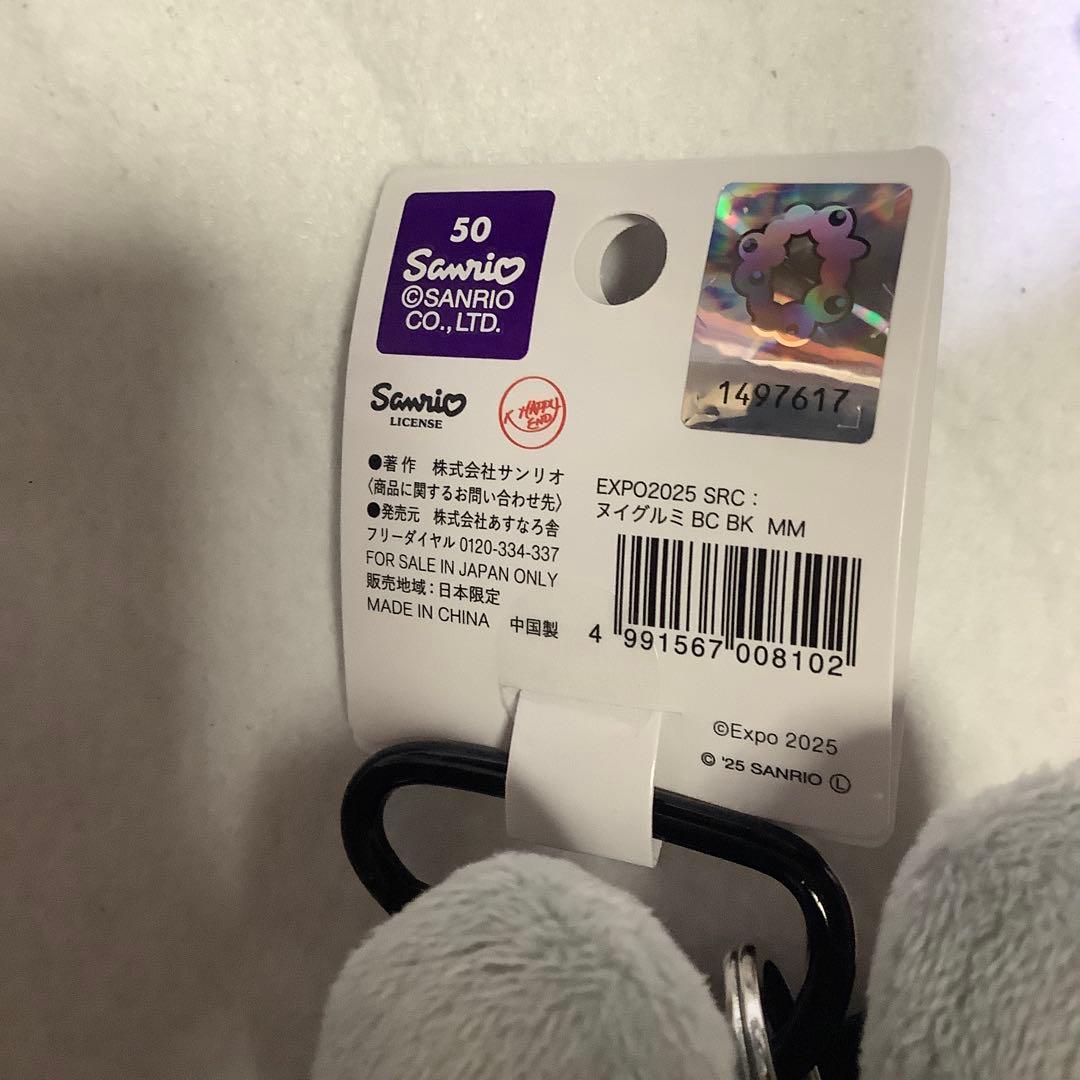 50
Sanrio
©SANRIO
CO., LTD.
1497617
Sanrio
LICENSE
HAPPY
END
●著作 株式会社サンリオ
〈商品に関するお問い合わせ先〉
●発売元 株式会社あすなろ舎
フリーダイヤル 0120-334-337
FOR SALE IN JAPAN ONLY
販売地域：日本限定
MADE IN CHINA 中国製
EXPO2025 SRC：
ヌイグルミ BC BK MM
4 991567 008102
©Expo 2025
© '25 SANRIO Ⓛ